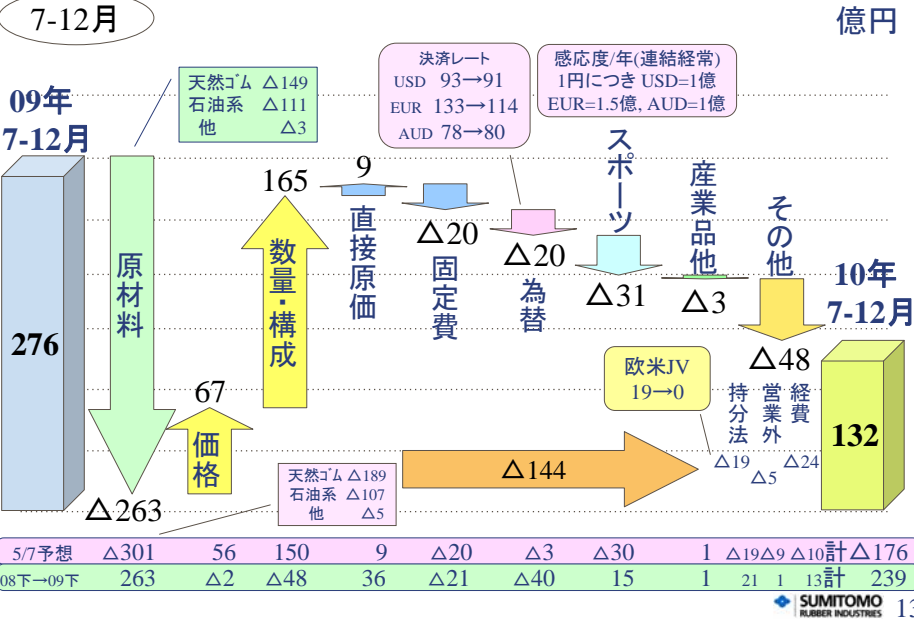 7-12月
億円
天然ゴム △149
石油系 △111
他 △3
決済レート
USD 93→91
EUR 133→114
AUD 78→80
感応度/年(連結経常)
1円につき USD=1億
EUR=1.5億, AUD=1億
09年
7-12月
276
原材料
△263
67
価格
165
数量・構成
9
直接原価
△20
固定費
△20
為替
スポーツ
△31
産業品他
△3
その他
△48
10年
7-12月
132
欧米JV
19→0
持分法
営業外
経費
△19
△5
△24
△144
天然ゴム △189
石油系 △107
他 △5
5/7予想 △301 56 150 9 △20 △3 △30 1 △19 △9 △10 計 △176
08下→09下 263 △2 △48 36 △21 △40 15 1 21 1 13 計 239
SUMITOMO
RUBBER INDUSTRIES
13